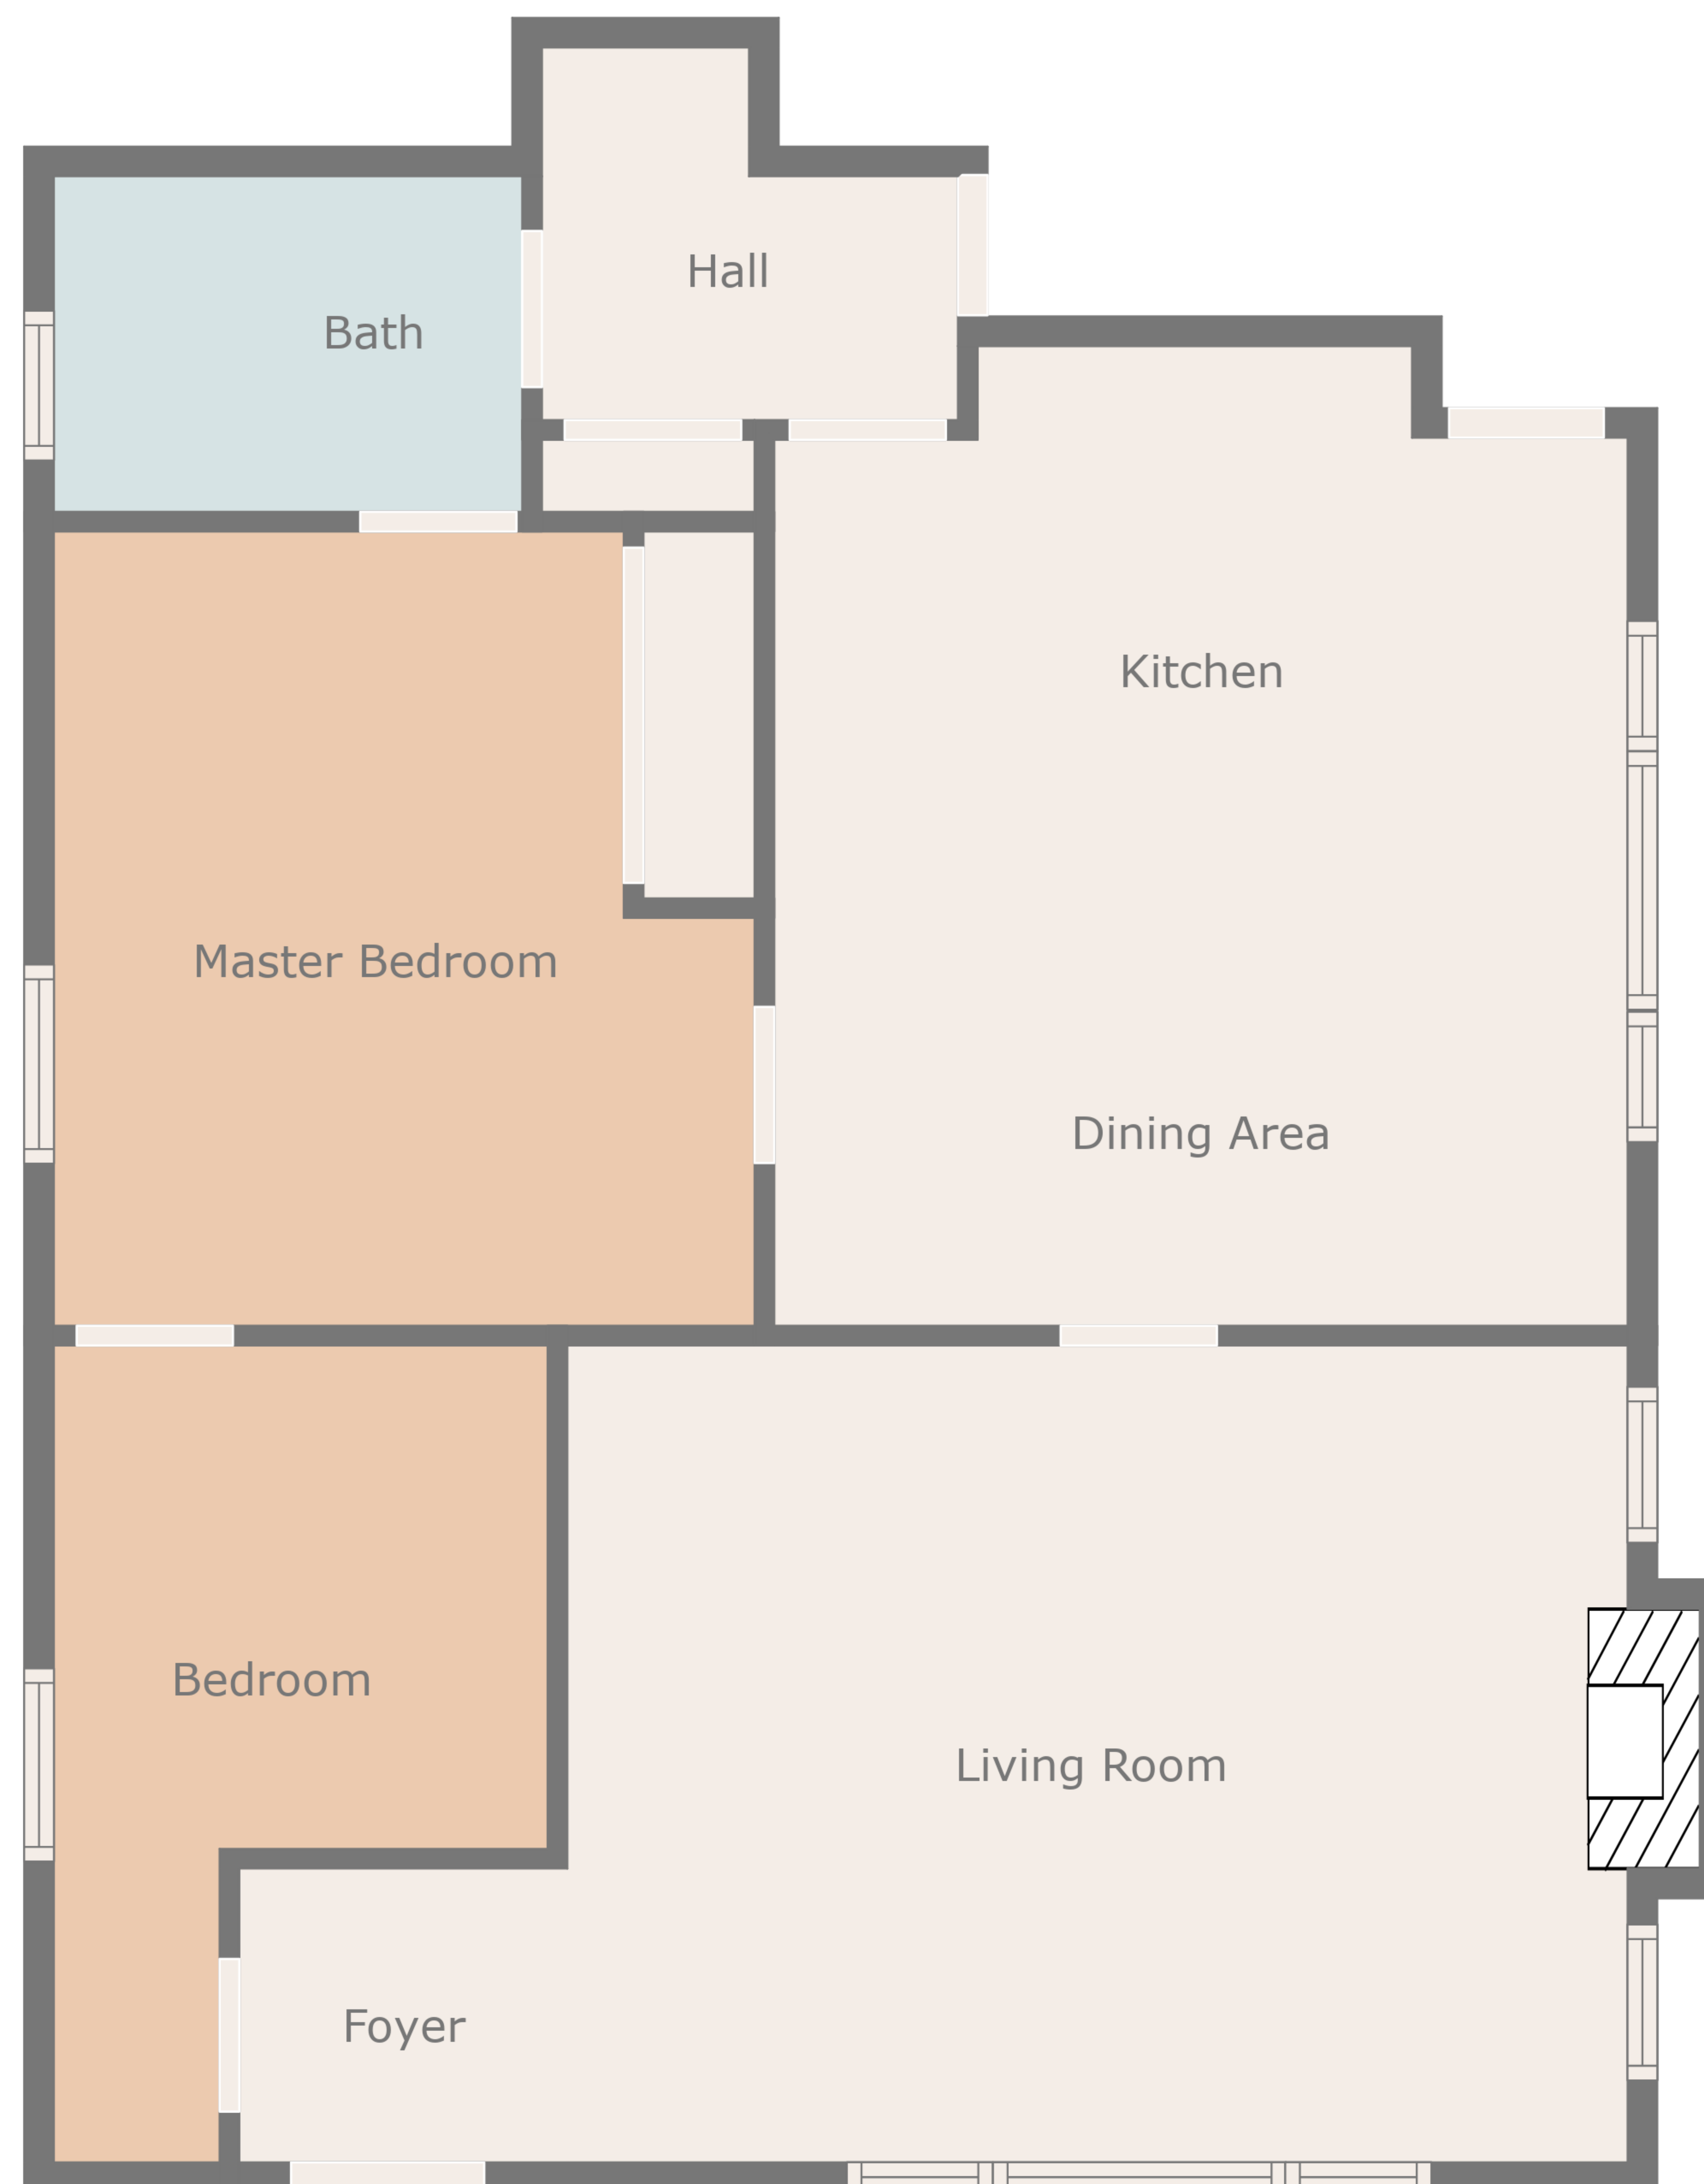 Hall
Bath
Kitchen
Master Bedroom
Dining Area
Bedroom
Living Room
Foyer